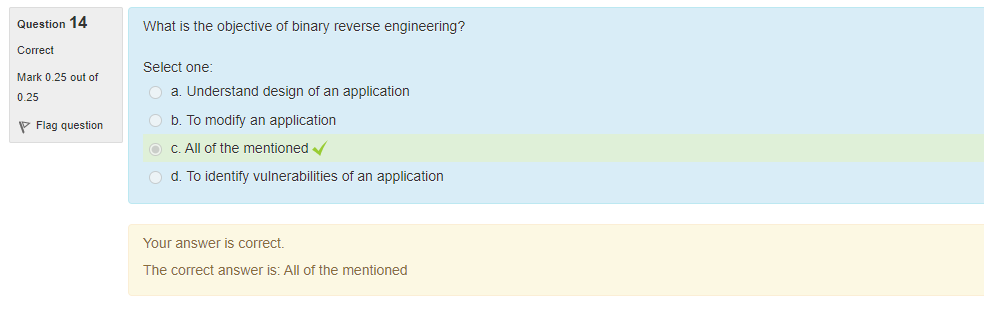 Question 14
Correct
Mark 0.25 out of
0.25
Flag question
What is the objective of binary reverse engineering?
Select one:
a. Understand design of an application
b. To modify an application
c. All of the mentioned
d. To identify vulnerabilities of an application
Your answer is correct.
The correct answer is: All of the mentioned